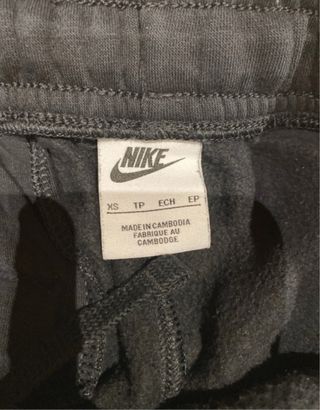 NIKE
XS TP ECH EP
MADE IN CAMBODIA
FABRIQUE AU
CAMBODGE